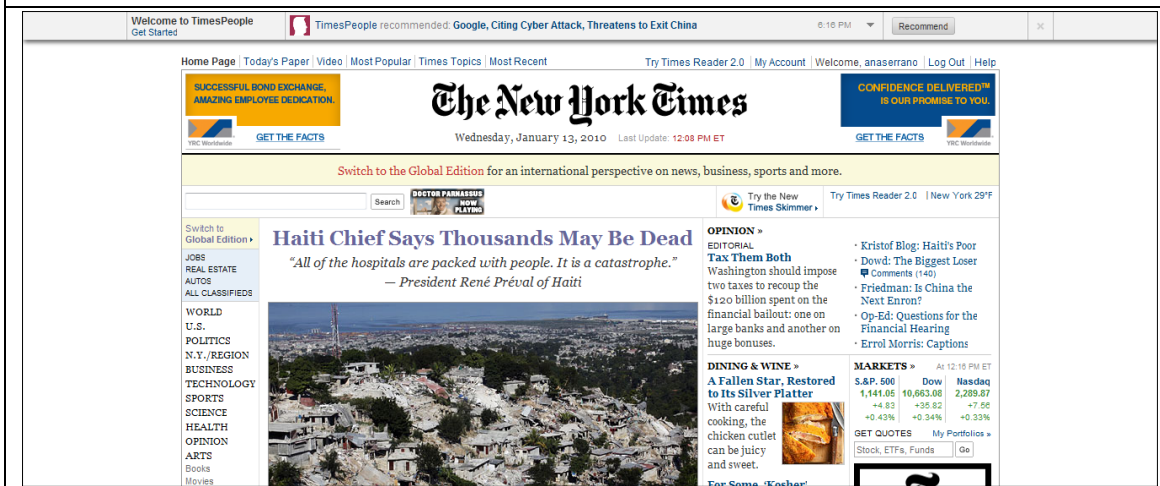 Welcome to TimesPeople
Get Started
TimesPeople recommended: Google, Citing Cyber Attack, Threatens to Exit China
6:16 PM
Recommend
Home Page Today's Paper Video Most Popular Times Topics Most Recent
Try Times Reader 2.0 My Account Welcome, anaserrano Log Out Help
SUCCESSFUL BOND EXCHANGE,
AMAZING EMPLOYEE DEDICATION.
YRC Worldwide
GET THE FACTS
The New York Times
Wednesday, January 13, 2010 Last Update: 12:08 PM ET
CONFIDENCE DELIVERED™
IS OUR PROMISE TO YOU.
GET THE FACTS
YRC Worldwide
Switch to the Global Edition for an international perspective on news, business, sports and more.
Search
DOCTOR PARNASSUS
NOW
PLAYING
Try the New
Times Skimmer
Try Times Reader 2.0 New York 29°F
Switch to
Global Edition
JOBS
REAL ESTATE
AUTOS
ALL CLASSIFIEDS
WORLD
U.S.
POLITICS
N.Y./REGION
BUSINESS
TECHNOLOGY
SPORTS
SCIENCE
HEALTH
OPINION
ARTS
Books
Movies
Haiti Chief Says Thousands May Be Dead
“All of the hospitals are packed with people. It is a catastrophe.”
— President René Préval of Haiti
OPINION »
EDITORIAL
Tax Them Both
Washington should impose
two taxes to recoup the
$120 billion spent on the
financial bailout: one on
large banks and another on
huge bonuses.
· Kristof Blog: Haiti's Poor
· Dowd: The Biggest Loser
Comments (140)
· Friedman: Is China the
Next Enron?
· Op-Ed: Questions for the
Financial Hearing
· Errol Morris: Captions
DINING & WINE »
A Fallen Star, Restored
to Its Silver Platter
With careful
cooking, the
chicken cutlet
can be juicy
and sweet.
For Some, 'Kosher'
MARKETS » At 12:16 PM ET
S.&P. 500 Dow Nasdaq
1,141.05 10,663.08 2,289.87
+4.83 +35.82 +7.56
+0.43% +0.34% +0.33%
GET QUOTES My Portfolios »
Stock, ETFs, Funds Go